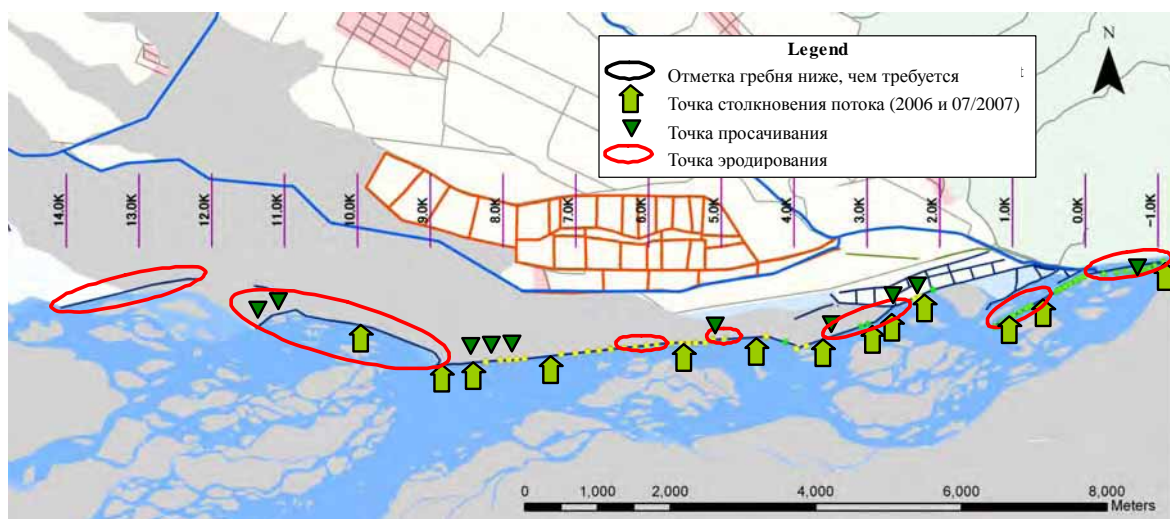 Legend
Отметка гребня ниже, чем требуется
Точка столкновения потока (2006 и 07/2007)
Точка просачивания
Точка эродирования
N
14.0K
13.0K
12.0K
11.0K
10.0K
9.0K
8.0K
7.0K
6.0K
5.0K
4.0K
3.0K
2.0K
1.0K
0.0K
-1.0K
0 1,000 2,000 4,000 6,000 8,000
Meters